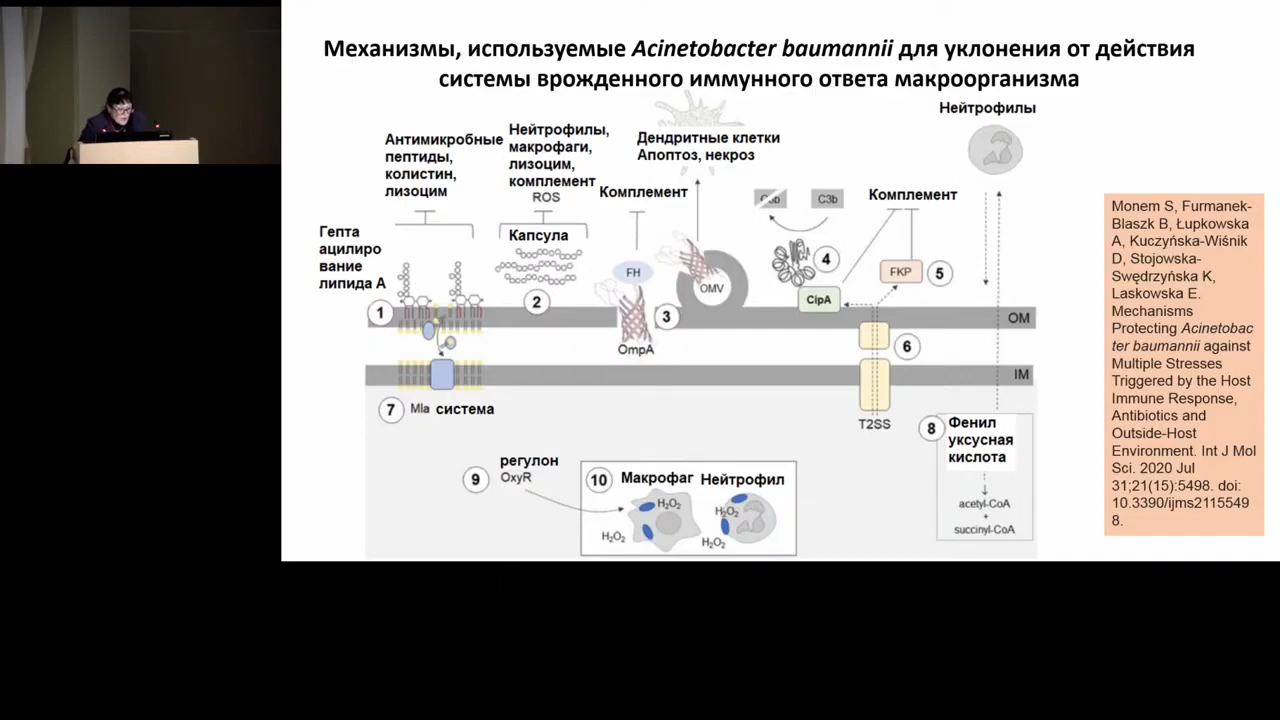 Механизмы, используемые Acinetobacter baumannii для уклонения от действия
системы врожденного иммунного ответа макроорганизма
Антимикробные
пептиды,
колистин,
лизоцим
Нейтрофилы,
макрофаги,
лизоцим,
комплемент
ROS
Капсула
Комплемент
Дендритные клетки
Апоптоз, некроз
C3b
Комплемент
Нейтрофилы
Гепта
ацилиро
вание
липида А
1
2
FH
3
OmpA
OMV
4
CipA
FKP
5
6
OM
IM
T2SS
7
Mla система
8
Фенил
уксусная
кислота
acetyl-CoA
+
succinyl-CoA
9
регулон
OxyR
10
Макрофаг Нейтрофил
H2O2
H2O2
H2O2
H2O2
Monem S, Furmanek-
Blaszk B, Łupkowska
A, Kuczyńska-Wiśnik
D, Stojowska-
Swędrzyńska K,
Laskowska E.
Mechanisms
Protecting Acinetobac
ter baumannii against
Multiple Stresses
Triggered by the Host
Immune Response,
Antibiotics and
Outside-Host
Environment. Int J Mol
Sci. 2020 Jul
31;21(15):5498. doi:
10.3390/ijms2115549
8.